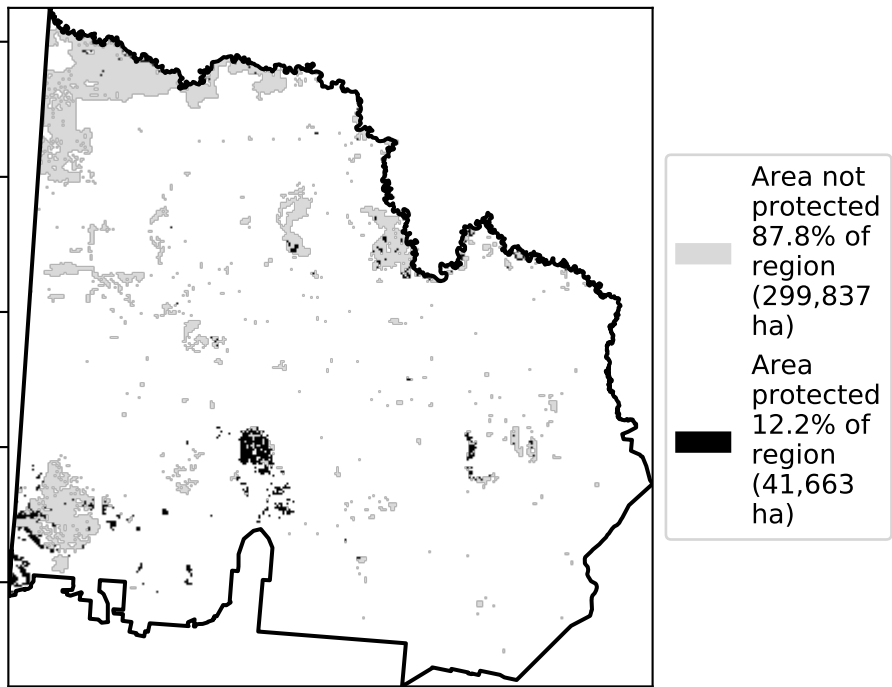 Area not
protected
87.8% of
region
(299,837
ha)
Area
protected
12.2% of
region
(41,663
ha)